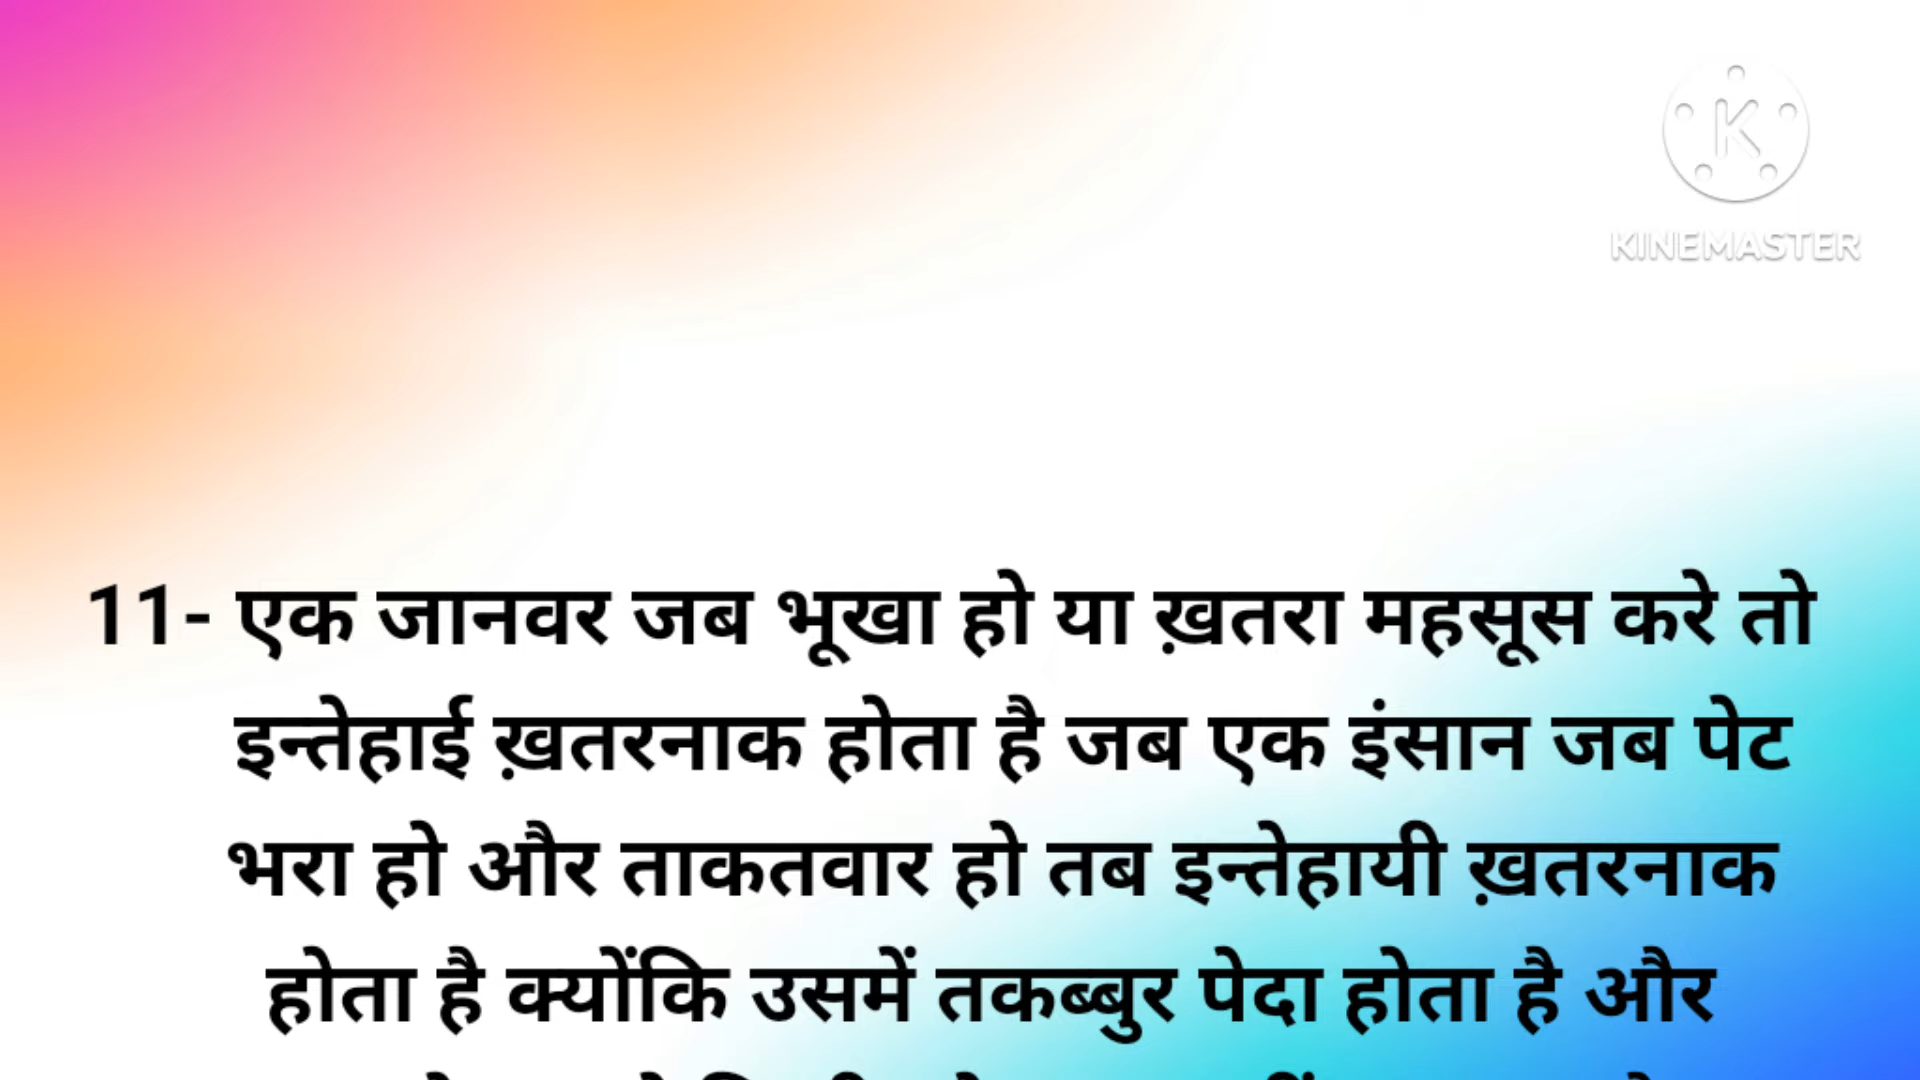 KINEMASTER
11- एक जानवर जब भूखा हो या ख़तरा महसूस करे तो
इन्तेहाई ख़तरनाक होता है जब एक इंसान जब पेट
भरा हो और ताकतवार हो तब इन्तेहायी ख़तरनाक
होता है क्योंकि उसमें तकब्बुर पेदा होता है और